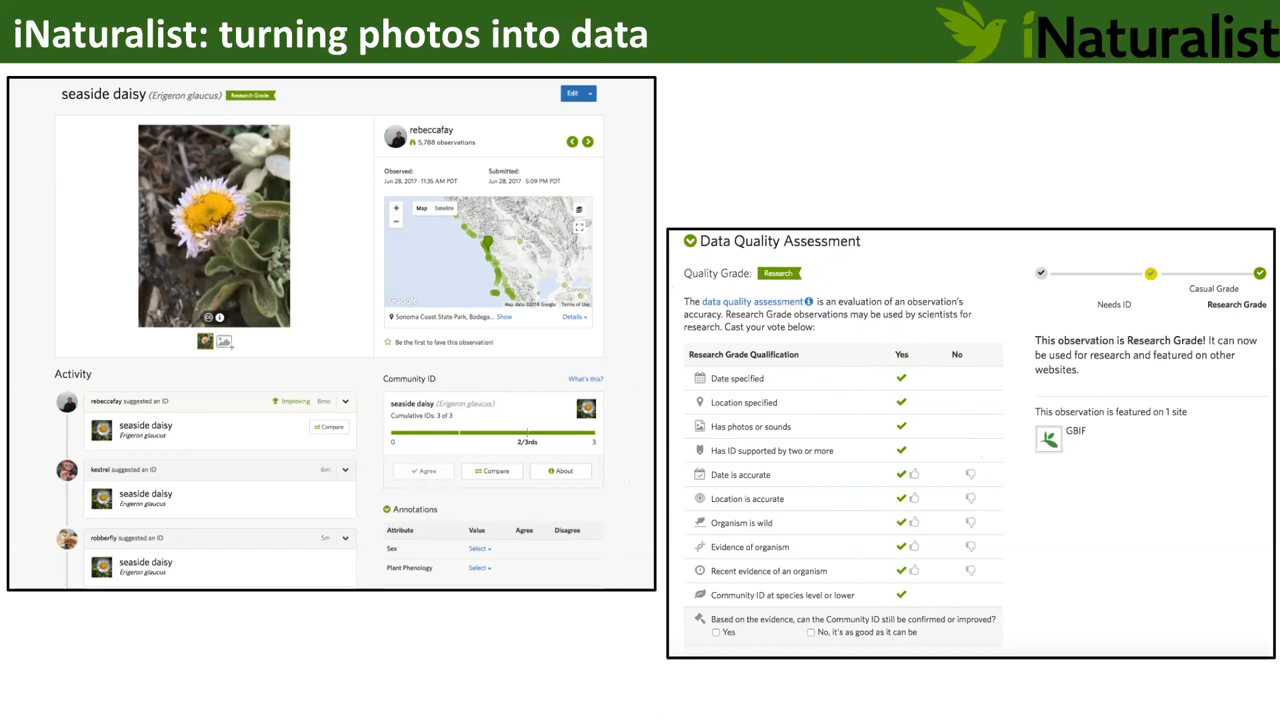 iNaturalist: turning photos into data
iNaturalist
seaside daisy (Erigeron glaucus) Research Grade
Edit
rebeccafay
5,788 observations
Observed: Submitted:
Jun 28, 2017 - 11:35 AM PDT Jun 28, 2017 - 5:09 PM PDT
+ Map Satellite
−
Google
Map data ©2018 Google Terms of Use
Sonoma Coast State Park, Bodega... Show Details
Be the first to fave this observation!
Activity
rebeccafay suggested an ID Improving 8mo
seaside daisy
Erigeron glaucus
Compare
kestrel suggested an ID 6m
seaside daisy
Erigeron glaucus
robberfly suggested an ID 5m
seaside daisy
Erigeron glaucus
Community ID What's this?
seaside daisy (Erigeron glaucus)
Cumulative IDs: 3 of 3
0 2/3rds 3
Agree Compare About
Annotations
Attribute Value Agree Disagree
Sex Select
Plant Phenology Select
Data Quality Assessment
Quality Grade: Research
The data quality assessment is an evaluation of an observation's
accuracy. Research Grade observations may be used by scientists for
research. Cast your vote below:
Research Grade Qualification Yes No
Date specified
Location specified
Has photos or sounds
Has ID supported by two or more
Date is accurate
Location is accurate
Organism is wild
Evidence of organism
Recent evidence of an organism
Community ID at species level or lower
Based on the evidence, can the Community ID still be confirmed or improved?
Yes No, it's as good as it can be
Casual Grade
Needs ID Research Grade
This observation is Research Grade! It can now
be used for research and featured on other
websites.
This observation is featured on 1 site
GBIF